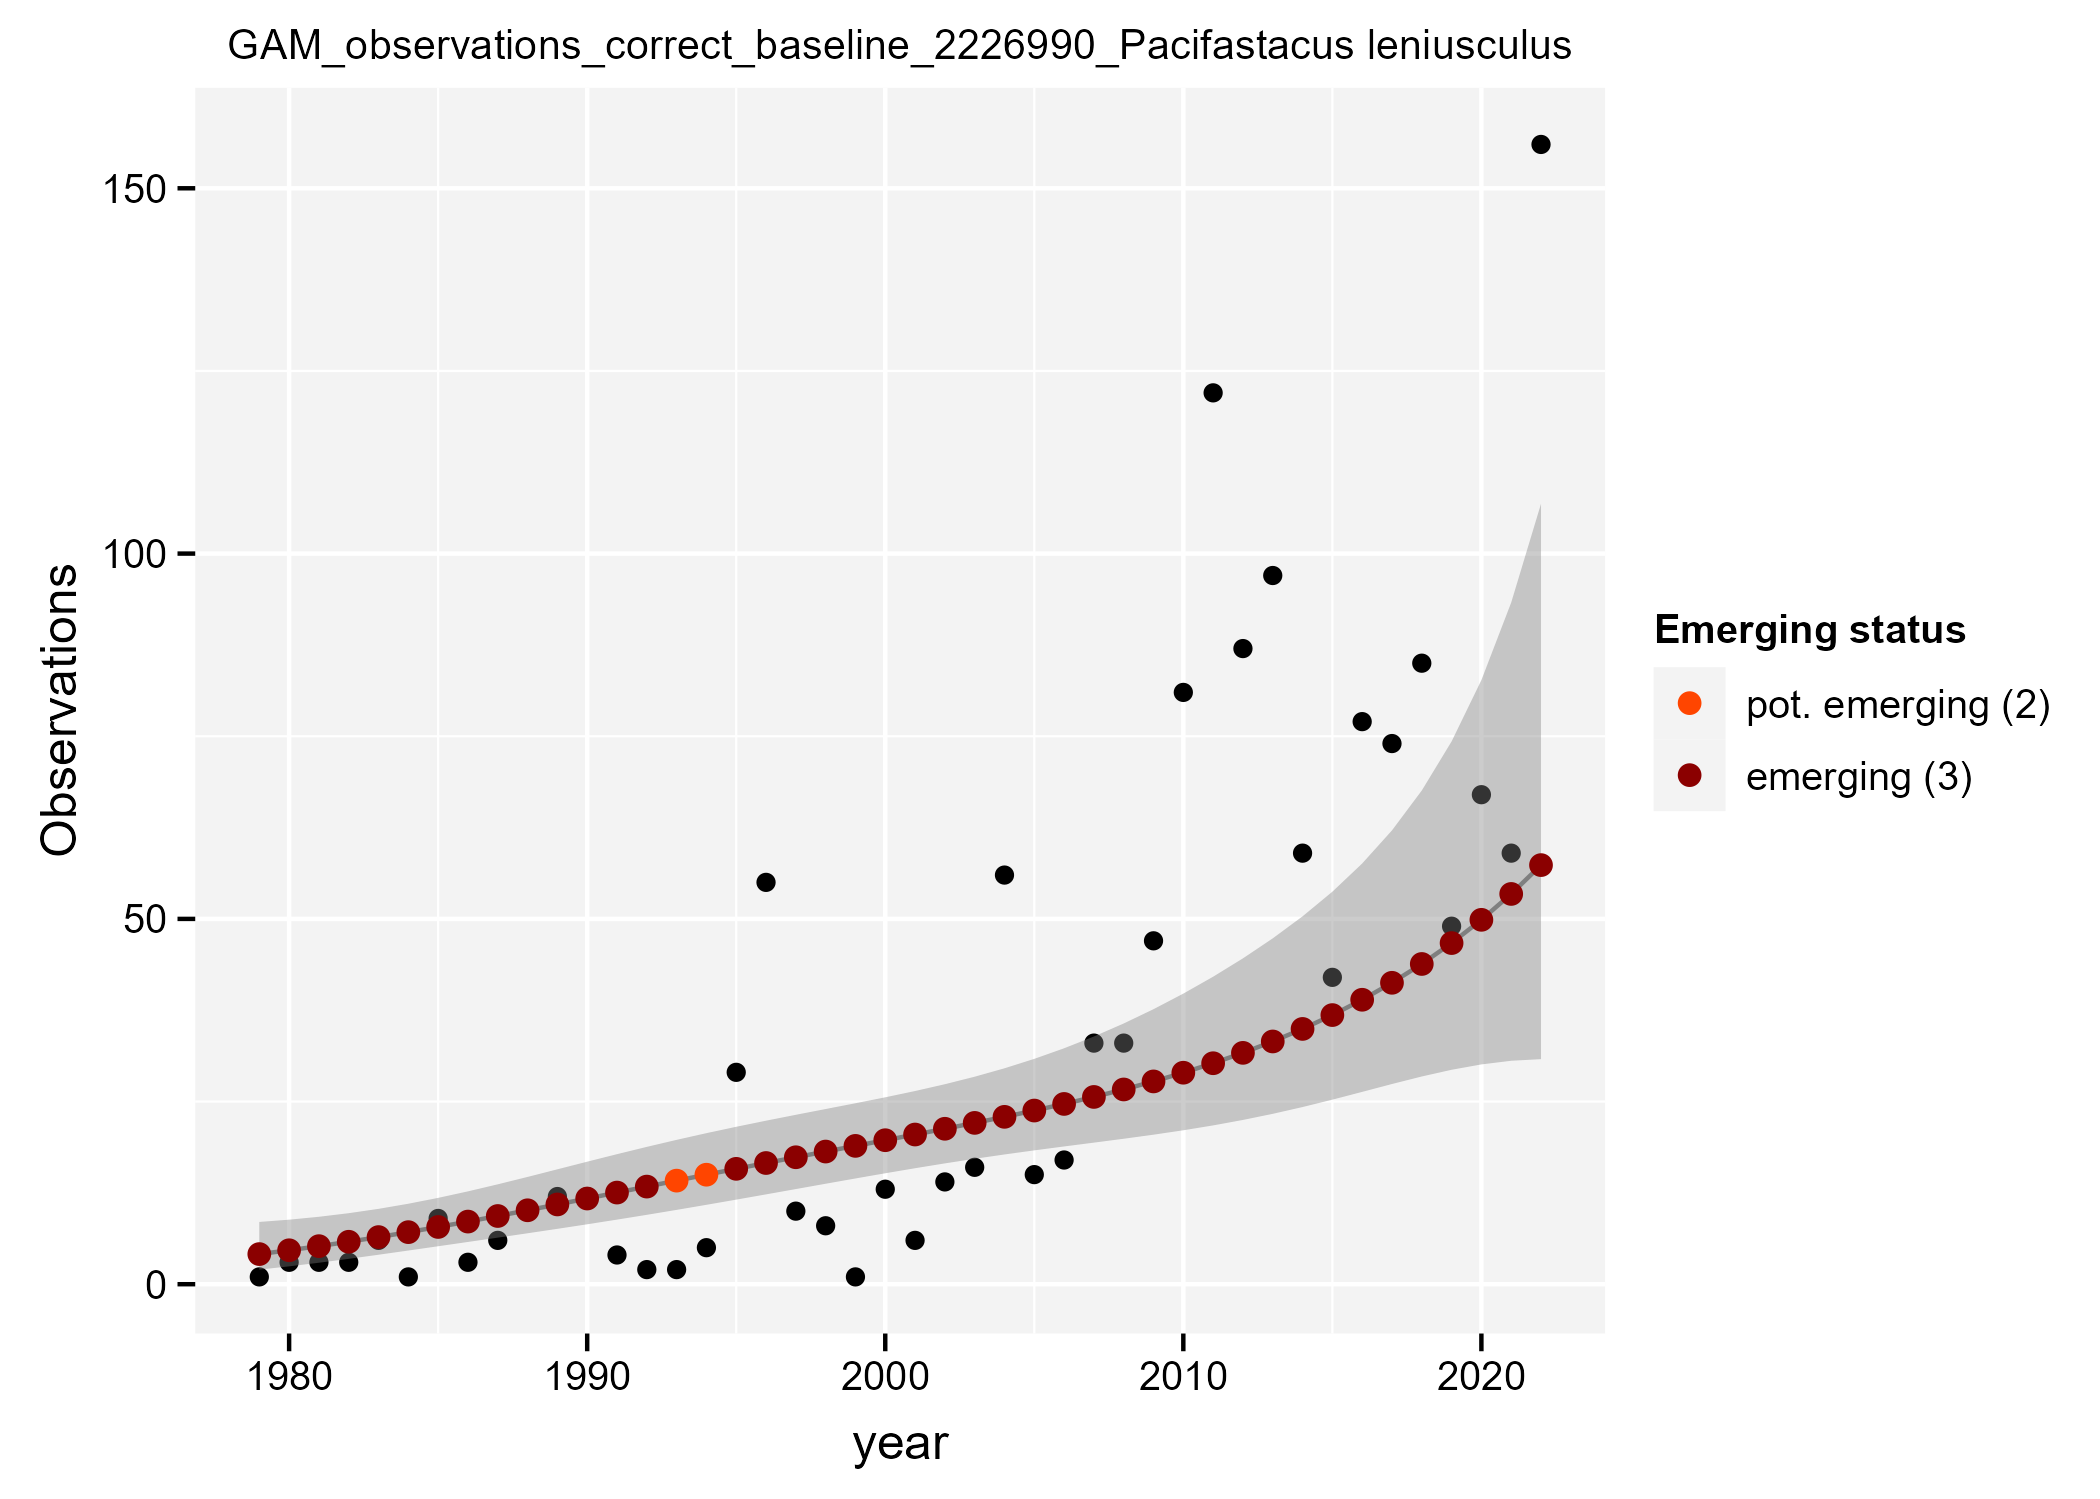 GAM_observations_correct_baseline_2226990_Pacifastacus leniusculus
150
100
50
0
Observations
1980 1990 2000 2010 2020
year
Emerging status
pot. emerging (2)
emerging (3)